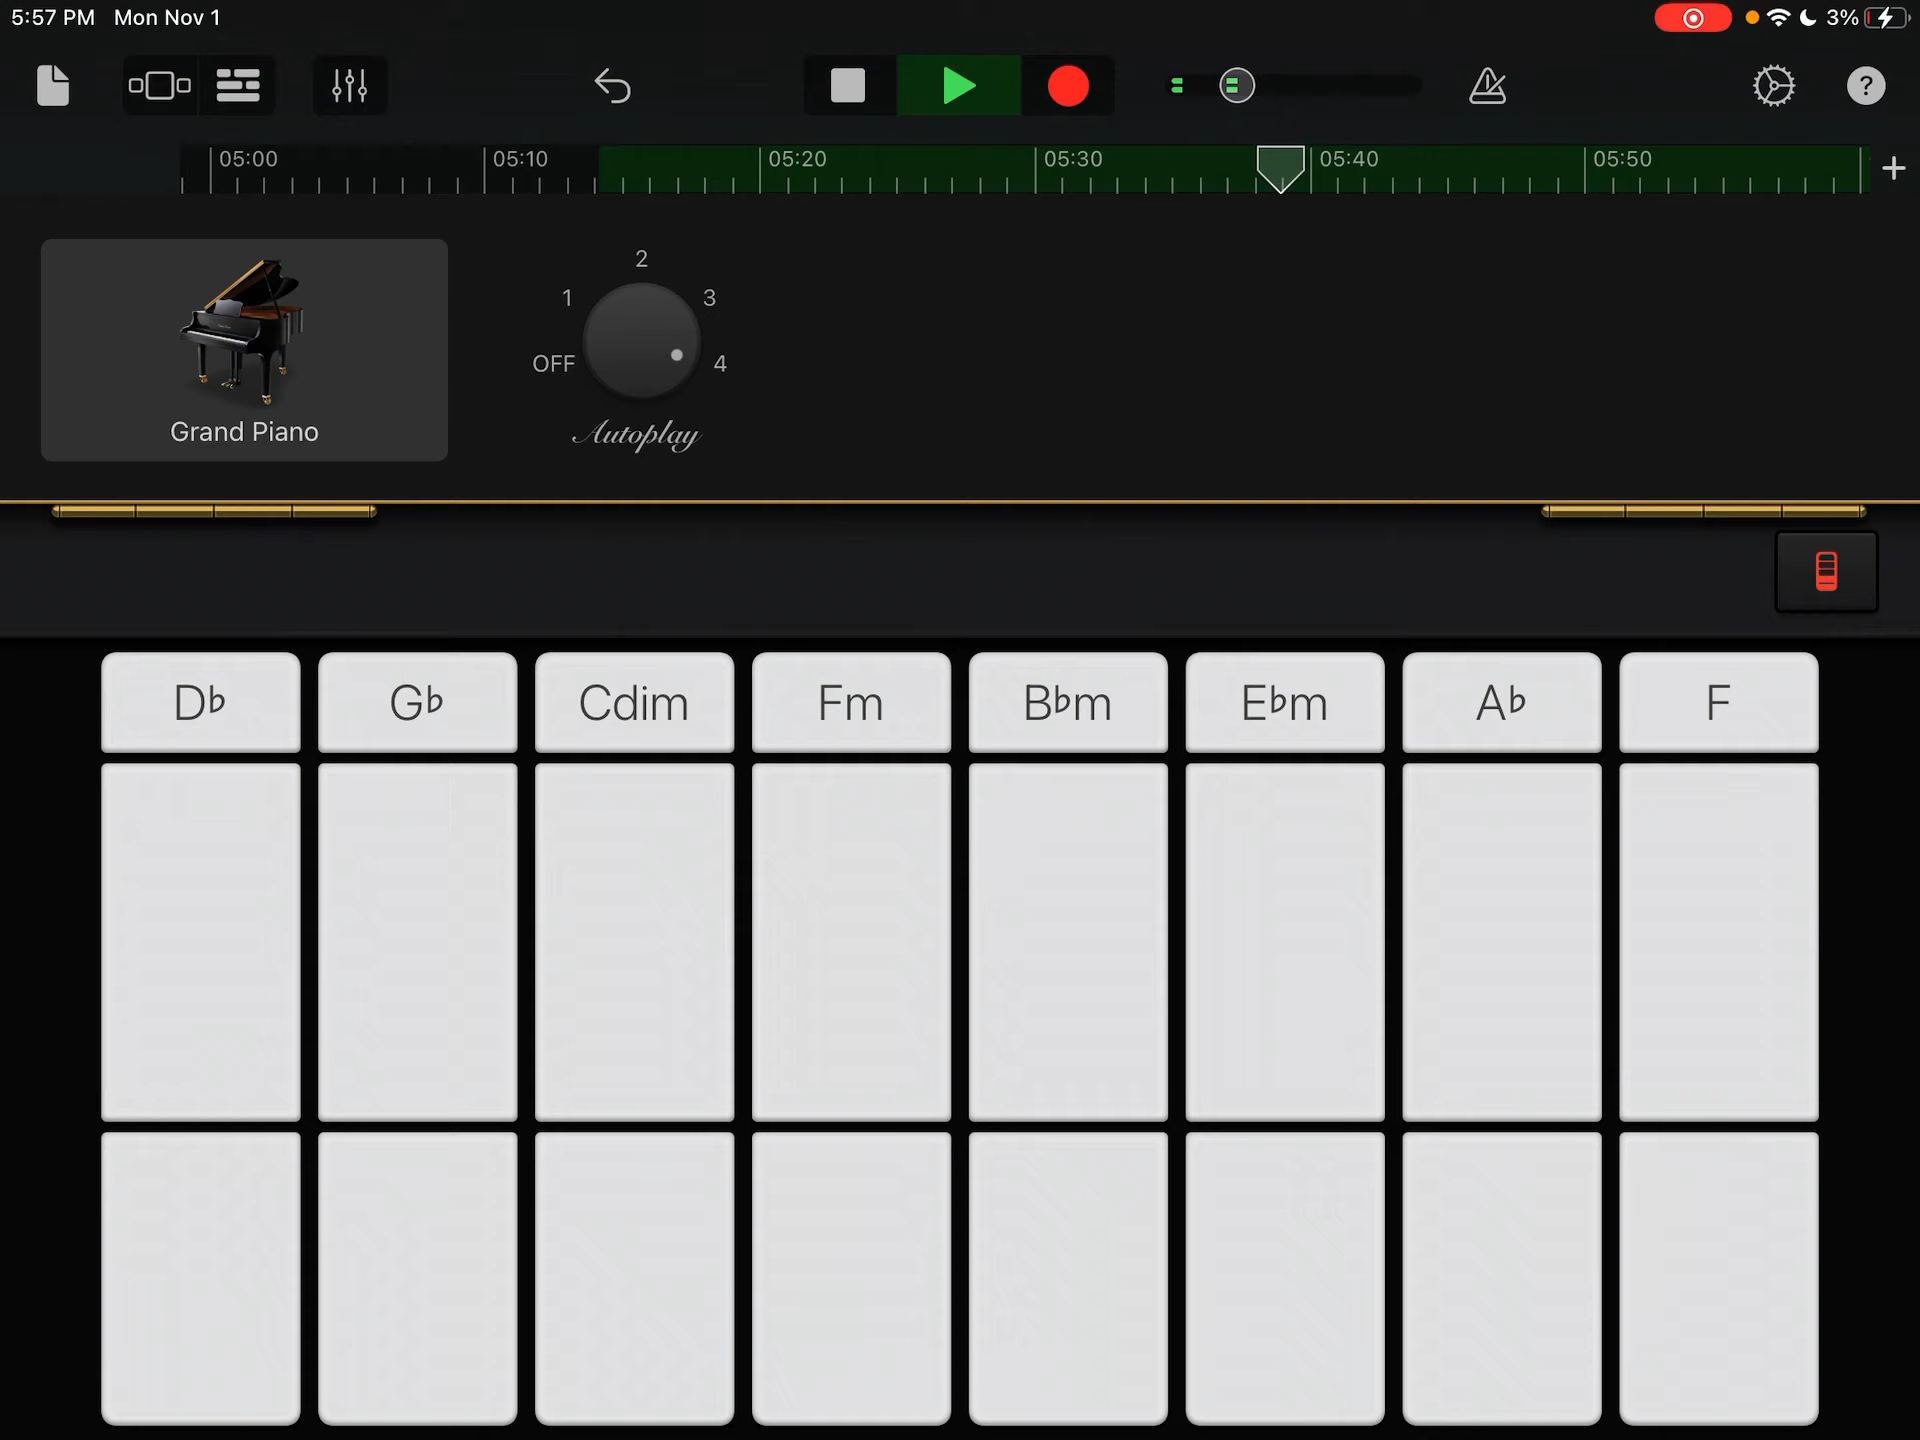 5:57 PM Mon Nov 1 3%
?
05:00 05:10 05:20 05:30 05:40 05:50
2
1 3
OFF 4
Autoplay
Grand Piano
D♭ G♭ Cdim Fm B♭m E♭m A♭ F